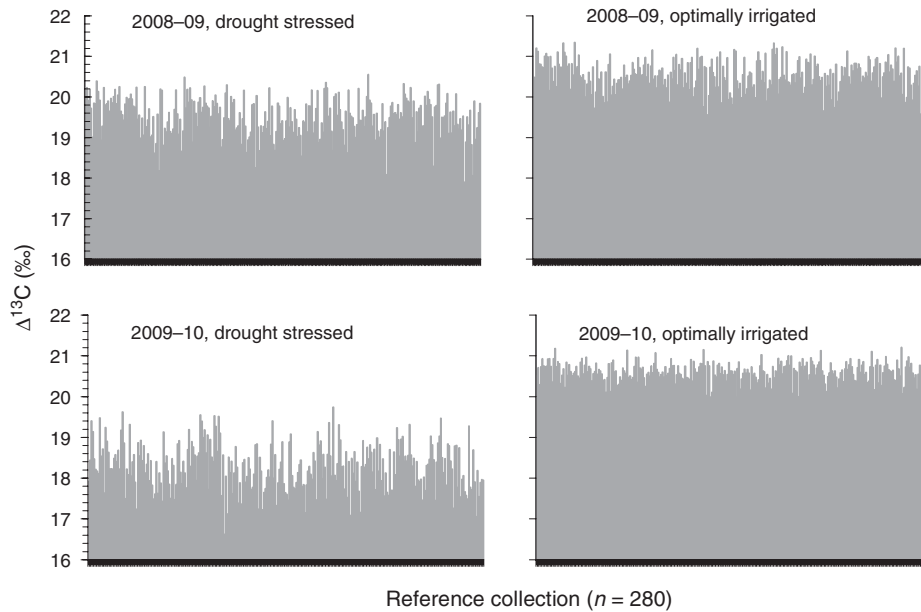 2008–09, drought stressed
2008–09, optimally irrigated
22
21
20
19
18
17
16
Δ13C (‰)
2009–10, drought stressed
2009–10, optimally irrigated
22
21
20
19
18
17
16
Reference collection (n = 280)